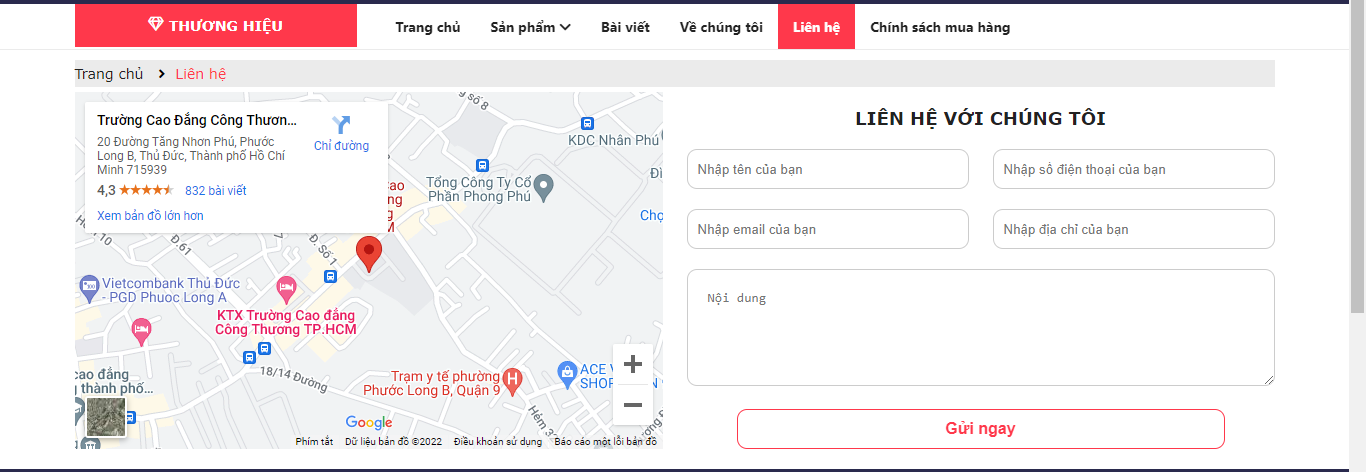 THƯƠNG HIỆU
Trang chủ
Sản phẩm
Bài viết
Về chúng tôi
Liên hệ
Chính sách mua hàng
Trang chủ
Liên hệ
Trường Cao Đẳng Công Thươn...
Chỉ đường
20 Đường Tăng Nhơn Phú, Phước
Long B, Thủ Đức, Thành phố Hồ Chí
Minh 715939
4,3
832 bài viết
Xem bản đồ lớn hơn
g số 8
KDC Nhân Phú
Tổng Công Ty Cổ
Phần Phong Phú
Cao
Chọ
Đ.61
Đ. Số 1
Vietcombank Thủ Đức
- PGD Phuoc Long A
KTX Trường Cao đẳng
Công Thương TP.HCM
18/14 Đường
Trạm y tế phường
Phước Long B, Quận 9
ACE
SHOP
cao đẳng
g thành phố...
Hẻm
Google
Phím tắt
Dữ liệu bản đồ ©2022
Điều khoản sử dụng
Báo cáo một lỗi bản đồ
LIÊN HỆ VỚI CHÚNG TÔI
Nhập tên của bạn
Nhập số điện thoại của bạn
Nhập email của bạn
Nhập địa chỉ của bạn
Nội dung
Gửi ngay